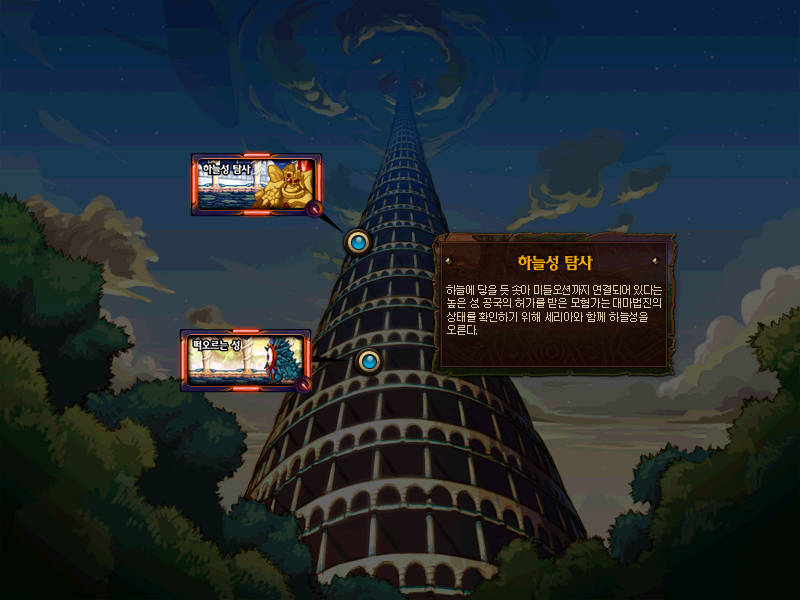 하늘성 탐사
떠오르는 성
하늘성 탐사
하늘에 닿을 듯 솟아 미들오션까지 연결되어 있다는
높은 성. 공국의 허가를 받은 모험가는 대마법진의
상태를 확인하기 위해 세리아와 함께 하늘성을
오른다.